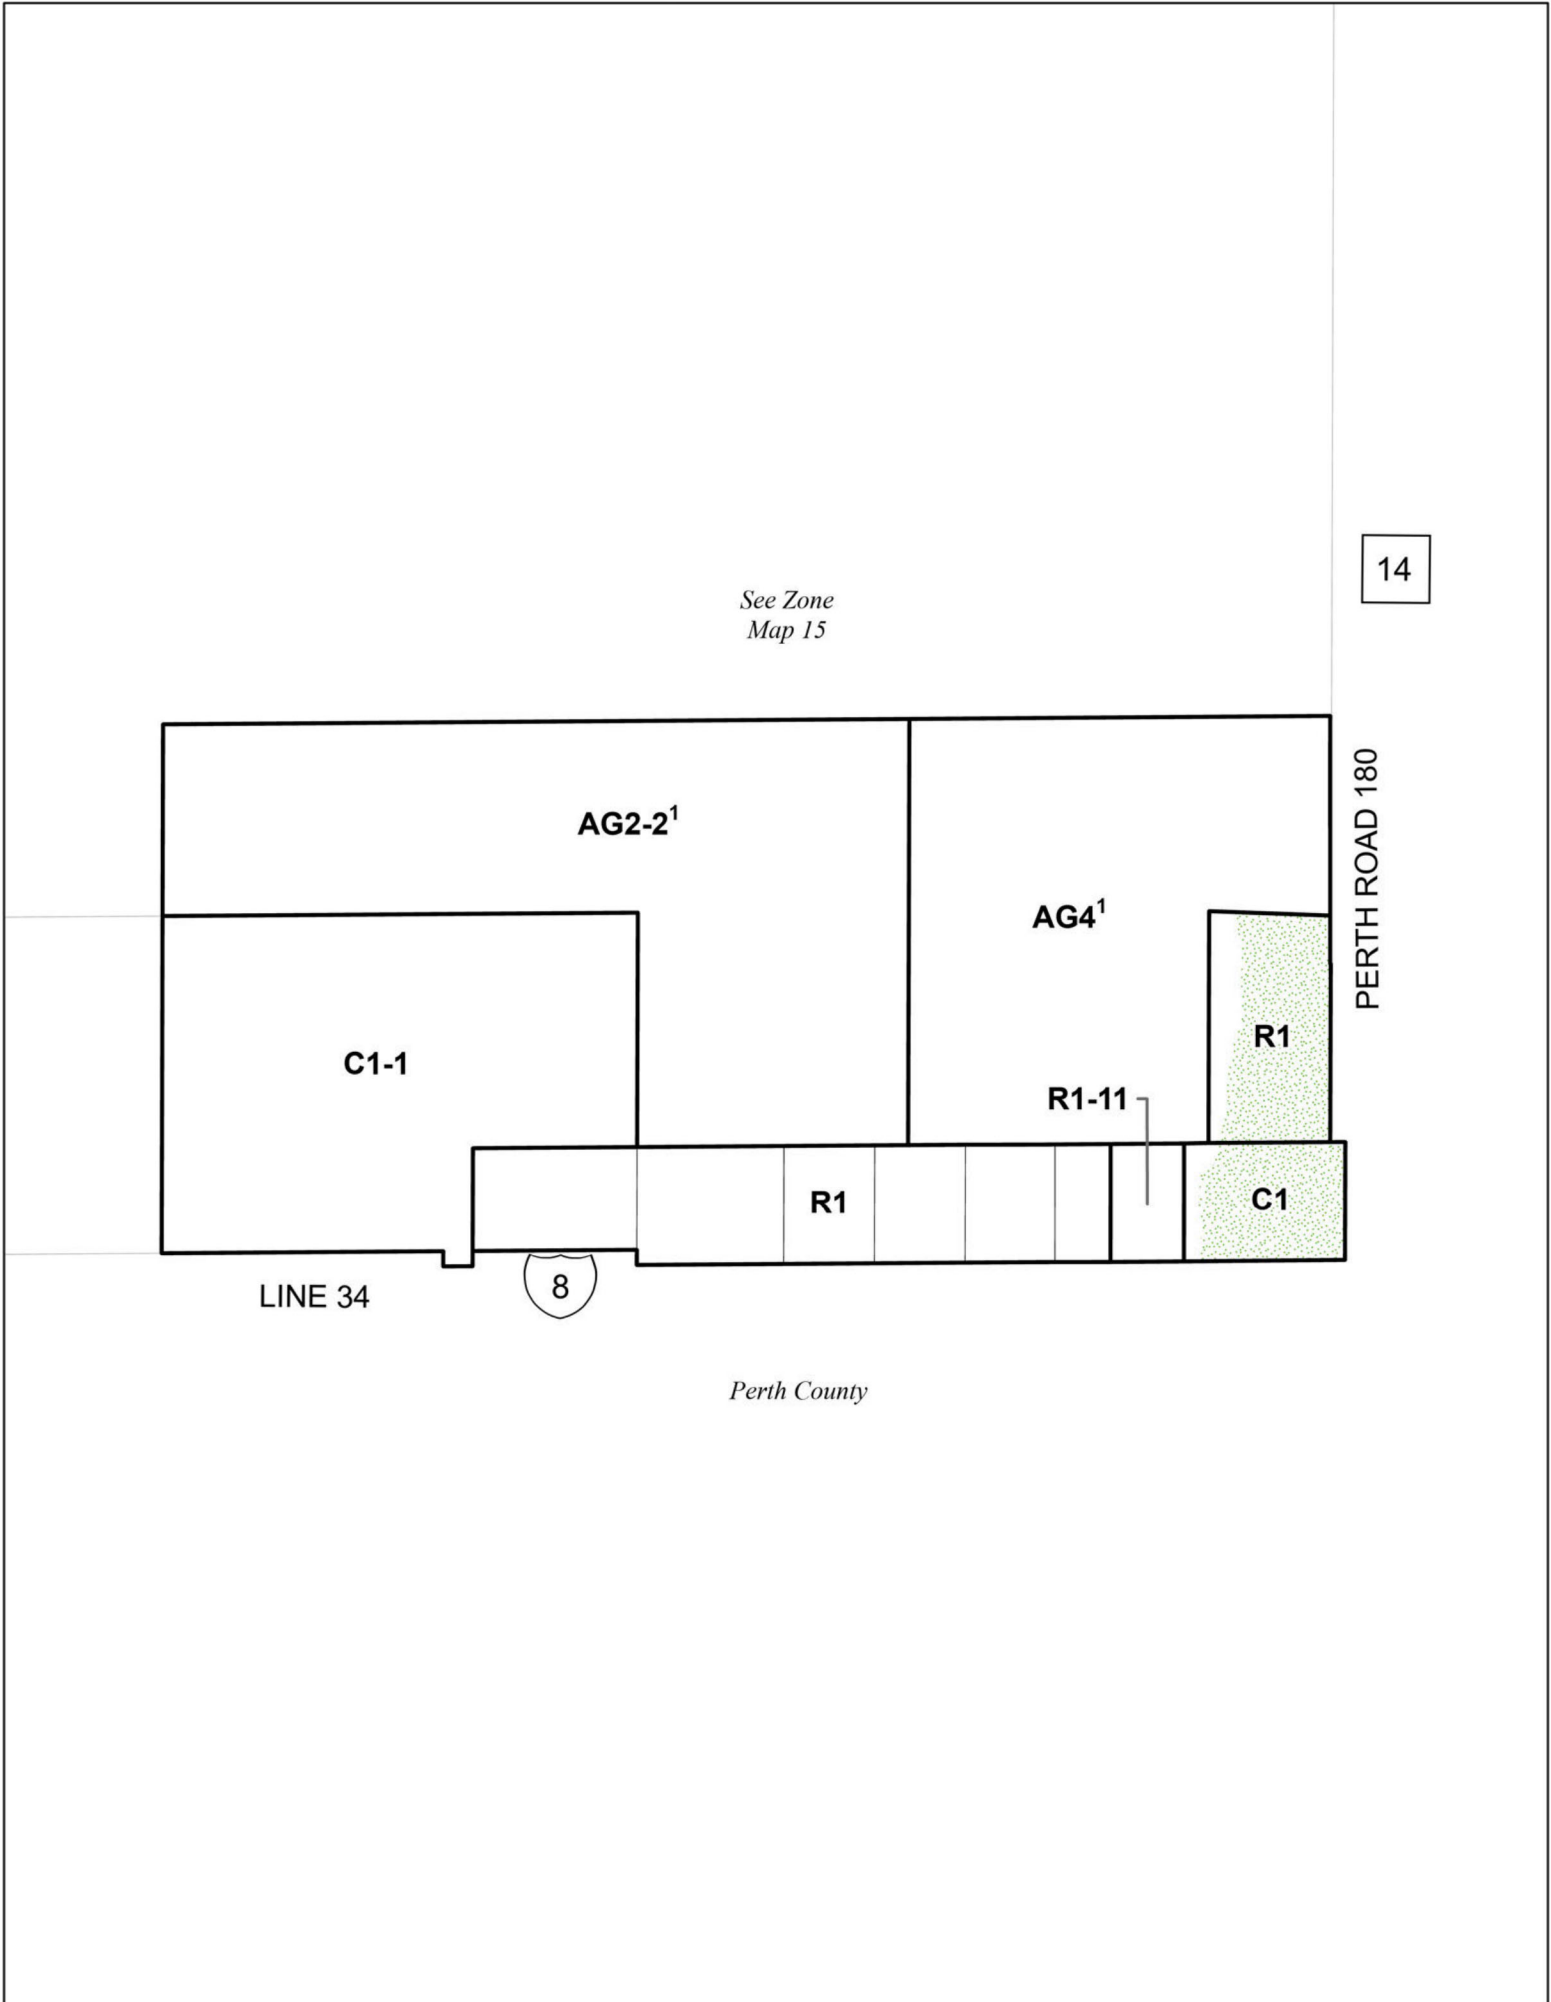 14
See Zone
Map 15
PERTH ROAD 180
AG2-2¹
AG4¹
R1
C1-1
R1-11
R1
C1
8
LINE 34
Perth County